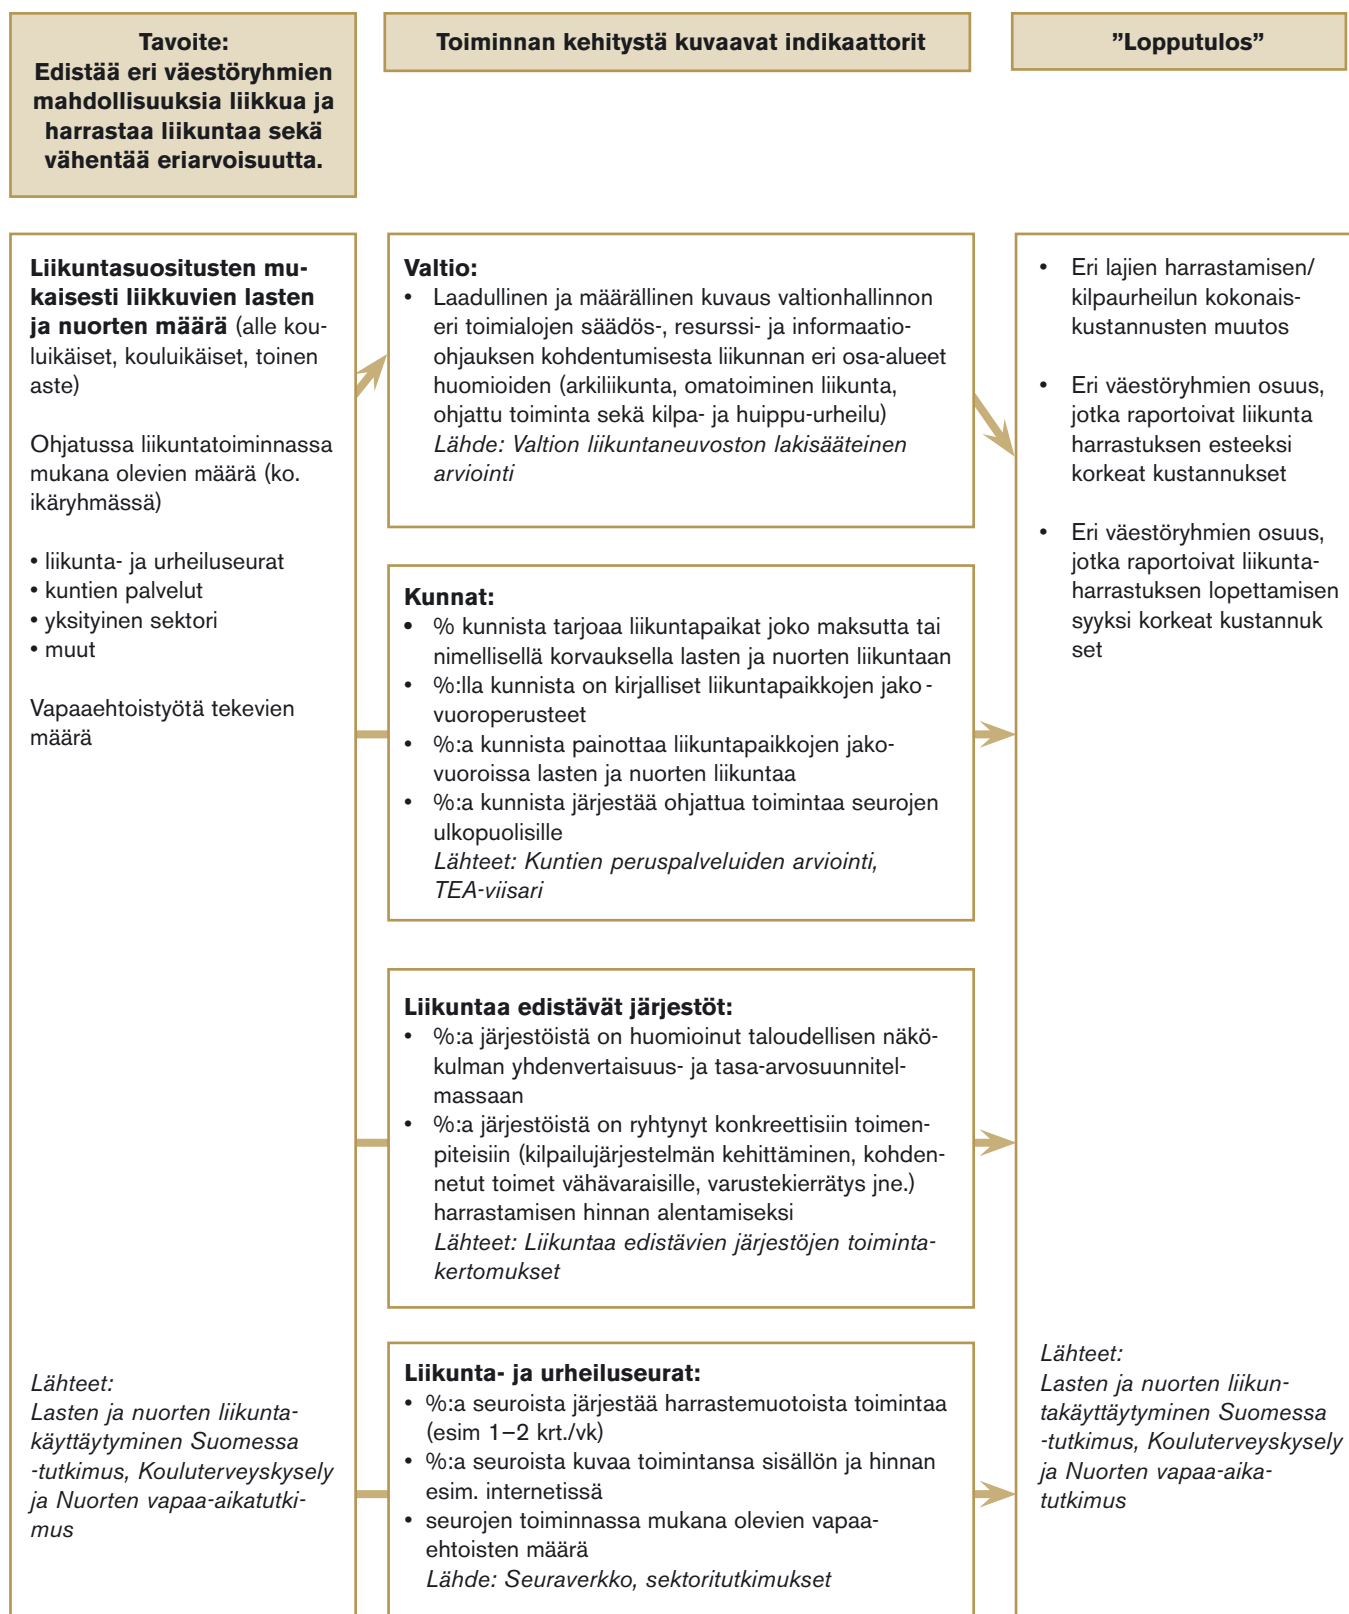 Tavoite:
Edistää eri väestöryhmien
mahdollisuuksia liikkua ja
harrastaa liikuntaa sekä
vähentää eriarvoisuutta.
Toiminnan kehitystä kuvaavat indikaattorit
”Lopputulos”
Liikuntasuositusten mu-
kaisesti liikkuvien lasten
ja nuorten määrä (alle kou-
luikäiset, kouluikäiset, toinen
aste)
Ohjatussa liikuntatoiminnassa
mukana olevien määrä (ko.
ikäryhmässä)
• liikunta- ja urheiluseurat
• kuntien palvelut
• yksityinen sektori
• muut
Vapaaehtoistyötä tekevien
määrä
Lähteet:
Lasten ja nuorten liikunta-
käyttäytyminen Suomessa
-tutkimus, Kouluterveyskysely
ja Nuorten vapaa-aikatutki-
mus
Valtio:
• Laadullinen ja määrällinen kuvaus valtionhallinnon
eri toimialojen säädös-, resurssi- ja informaatio-
ohjauksen kohdentumisesta liikunnan eri osa-alueet
huomioiden (arkiliikunta, omatoiminen liikunta,
ohjattu toiminta sekä kilpa- ja huippu-urheilu)
Lähde: Valtion liikuntaneuvoston lakisääteinen
arviointi
Kunnat:
• % kunnista tarjoaa liikuntapaikat joko maksutta tai
nimellisellä korvauksella lasten ja nuorten liikuntaan
• %:lla kunnista on kirjalliset liikuntapaikkojen jako-
vuoroperusteet
• %:a kunnista painottaa liikuntapaikkojen jako-
vuoroissa lasten ja nuorten liikuntaa
• %:a kunnista järjestää ohjattua toimintaa seurojen
ulkopuolisille
Lähteet: Kuntien peruspalveluiden arviointi,
TEA-viisari
Liikuntaa edistävät järjestöt:
• %:a järjestöistä on huomioinut taloudellisen näkö-
kulman yhdenvertaisuus- ja tasa-arvosuunnitel-
massaan
• %:a järjestöistä on ryhtynyt konkreettisiin toimen-
piteisiin (kilpailujärjestelmän kehittäminen, kohden-
netut toimet vähävaraisille, varustekierrätys jne.)
harrastamisen hinnan alentamiseksi
Lähteet: Liikuntaa edistävien järjestöjen toiminta-
kertomukset
Liikunta- ja urheiluseurat:
• %:a seuroista järjestää harrastemuotoista toimintaa
(esim 1–2 krt./vk)
• %:a seuroista kuvaa toimintansa sisällön ja hinnan
esim. internetissä
• seurojen toiminnassa mukana olevien vapaa-
ehtoisten määrä
Lähde: Seuraverkko, sektoritutkimukset
• Eri lajien harrastamisen/
kilpaurheilun kokonais-
kustannusten muutos
• Eri väestöryhmien osuus,
jotka raportoivat liikunta
harrastuksen esteeksi
korkeat kustannukset
• Eri väestöryhmien osuus,
jotka raportoivat liikunta-
harrastuksen lopettamisen
syyksi korkeat kustannuk
set
Lähteet:
Lasten ja nuorten liikun-
takäyttäytyminen Suomessa
-tutkimus, Kouluterveyskysely
ja Nuorten vapaa-aika-
tutkimus